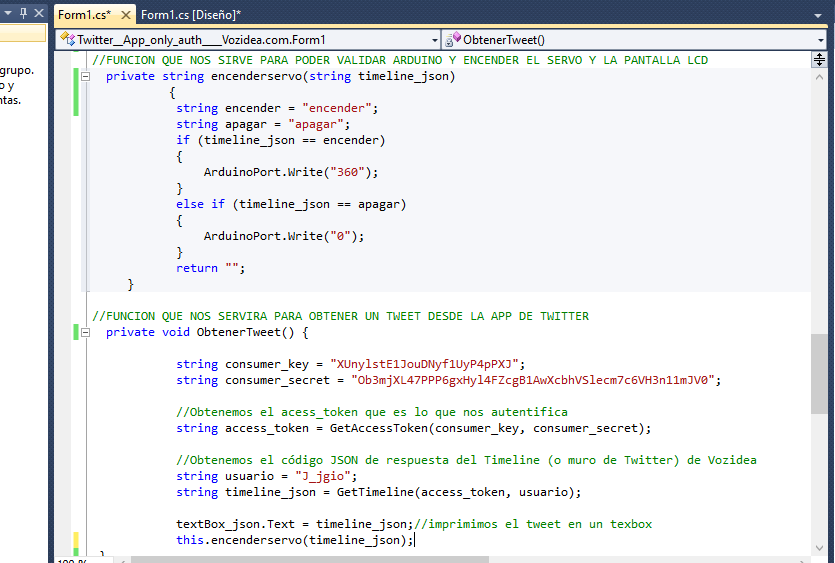 Form1.cs* Form1.cs [Diseño]*
Twitter__App_only_auth____Vozidea.com.Form1 ObtenerTweet()
grupo.
o y
ntas.
//FUNCION QUE NOS SIRVE PARA PODER VALIDAR ARDUINO Y ENCENDER EL SERVO Y LA PANTALLA LCD
private string encenderservo(string timeline_json)
{
string encender = "encender";
string apagar = "apagar";
if (timeline_json == encender)
{
ArduinoPort.Write("360");
}
else if (timeline_json == apagar)
{
ArduinoPort.Write("0");
}
return "";
}
//FUNCION QUE NOS SERVIRA PARA OBTENER UN TWEET DESDE LA APP DE TWITTER
private void ObtenerTweet() {
string consumer_key = "XUnylstE1JouDNyf1UyP4pPXJ";
string consumer_secret = "Ob3mjXL47PPP6gxHyl4FZcgB1AwXcbhVSlecm7c6VH3n11mJV0";
//Obtenemos el acess_token que es lo que nos autentifica
string access_token = GetAccessToken(consumer_key, consumer_secret);
//Obtenemos el código JSON de respuesta del Timeline (o muro de Twitter) de Vozidea
string usuario = "J_jgio";
string timeline_json = GetTimeline(access_token, usuario);
textBox_json.Text = timeline_json;//imprimimos el tweet en un texbox
this.encenderservo(timeline_json);
}
100 %